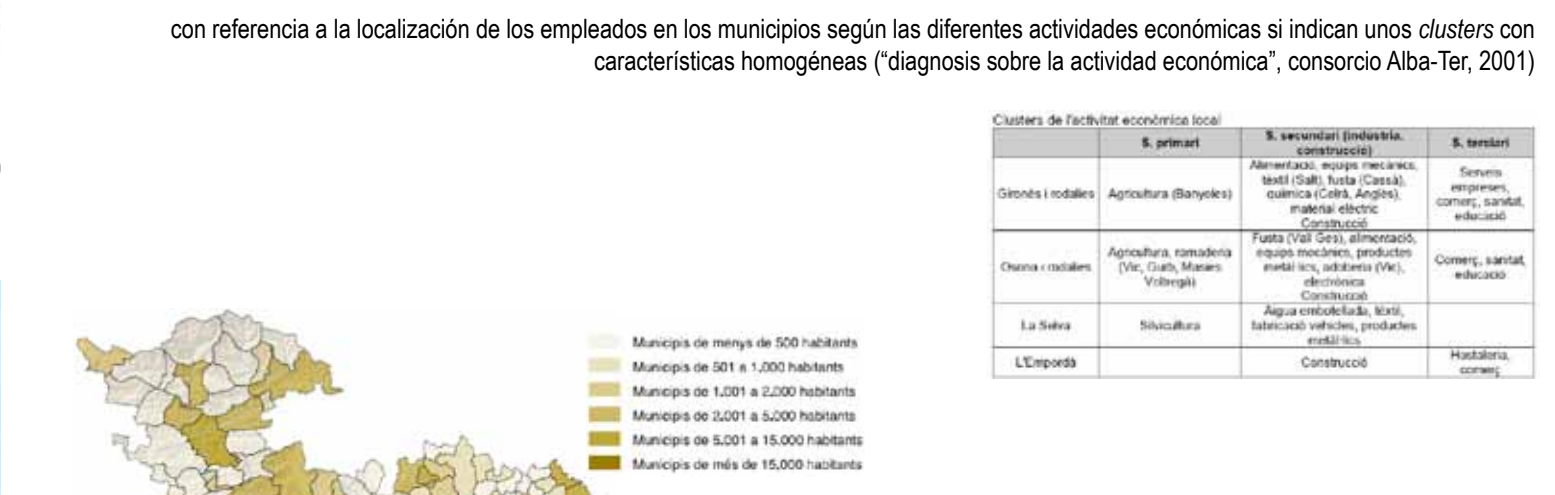 con referencia a la localización de los empleados en los municipios según las diferentes actividades económicas si indican unos clusters con
características homogéneas (“diagnosis sobre la actividad económica”, consorcio Alba-Ter, 2001)
Clusters de l'activitat econòmica local
S. primari
S. secundari (industria,
construcció)
S. terciari
Gironès i rodalies
Agricultura (Banyoles)
Alimentació, equips mecànics,
tèxtil (Salt), fusta (Cassà),
química (Celrà, Anglès),
material elèctric
Construcció
Serveis
empreses,
comerç, sanitat,
educació
Osona i rodalies
Agricultura, ramaderia
(Vic, Gurb, Masies
Voltregà)
Fusta (Vall Ges), alimentació,
equips mecànics, productes
metàl·lics, adoberia (Vic),
electrònica
Construcció
Comerç, sanitat,
educació
La Selva
Silvicultura
Aigua embotellada, tèxtil,
fabricació vehicles, productes
metàl·lics
L'Empordà
Construcció
Hostaleria,
comerç
Municipis de menys de 500 habitants
Municipis de 501 a 1.000 habitants
Municipis de 1.001 a 2.000 habitants
Municipis de 2.001 a 5.000 habitants
Municipis de 5.001 a 15.000 habitants
Municipis de més de 15.000 habitants